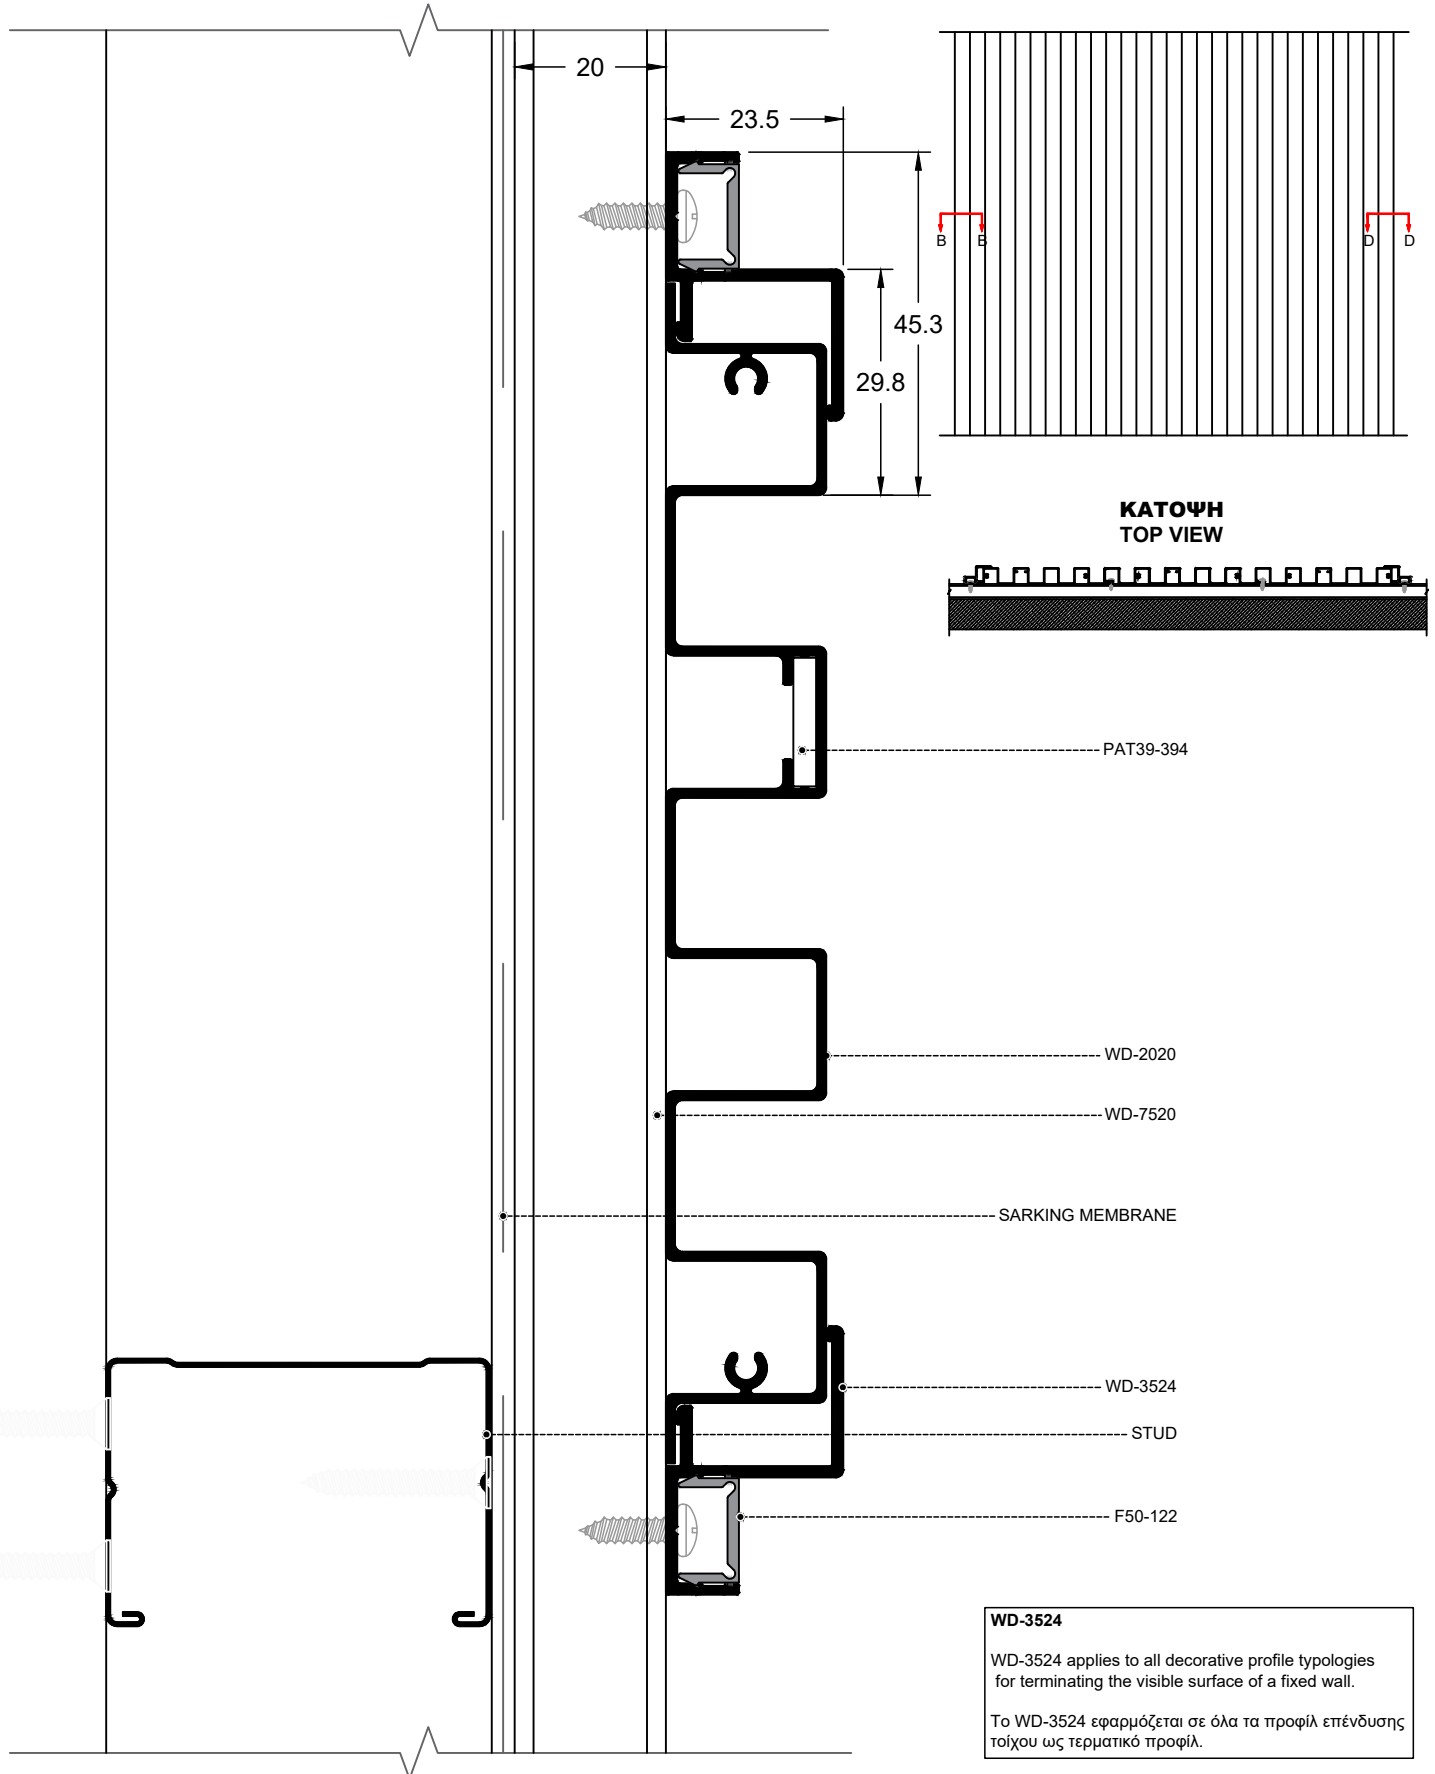 20
23.5
B
B
D
D
45.3
29.8
ΚΑΤΟΨΗ
TOP VIEW
PAT39-394
WD-2020
WD-7520
SARKING MEMBRANE
WD-3524
STUD
F50-122
WD-3524
WD-3524 applies to all decorative profile typologies
for terminating the visible surface of a fixed wall.
Το WD-3524 εφαρμόζεται σε όλα τα προφίλ επένδυσης
τοίχου ως τερματικό προφίλ.